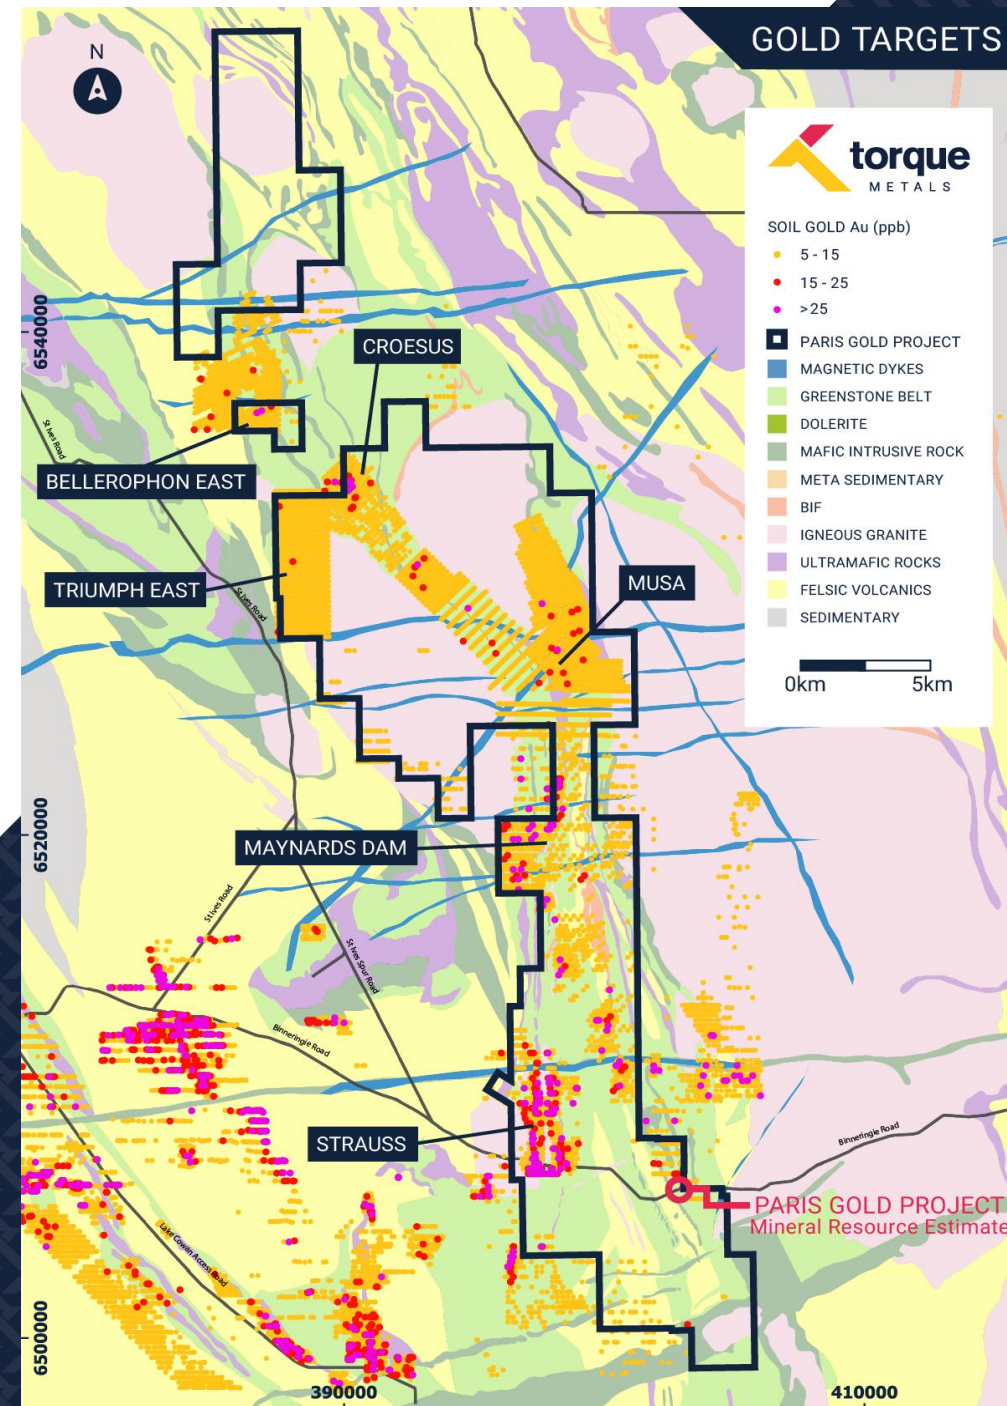 GOLD TARGETS
N
torque
METALS
SOIL GOLD Au (ppb)
5 - 15
15 - 25
>25
PARIS GOLD PROJECT
MAGNETIC DYKES
GREENSTONE BELT
DOLERITE
MAFIC INTRUSIVE ROCK
META SEDIMENTARY
BIF
IGNEOUS GRANITE
ULTRAMAFIC ROCKS
FELSIC VOLCANICS
SEDIMENTARY
0km 5km
6540000
CROESUS
St Ives Road
BELLEROPHON EAST
TRIUMPH EAST
St Ives Road
MUSA
6520000
MAYNARDS DAM
St Ives Road
St Ives Spur Road
Binneringie Road
STRAUSS
Binneringie Road
PARIS GOLD PROJECT
Mineral Resource Estimate
Lake Cowan Access Road
6500000
390000
410000